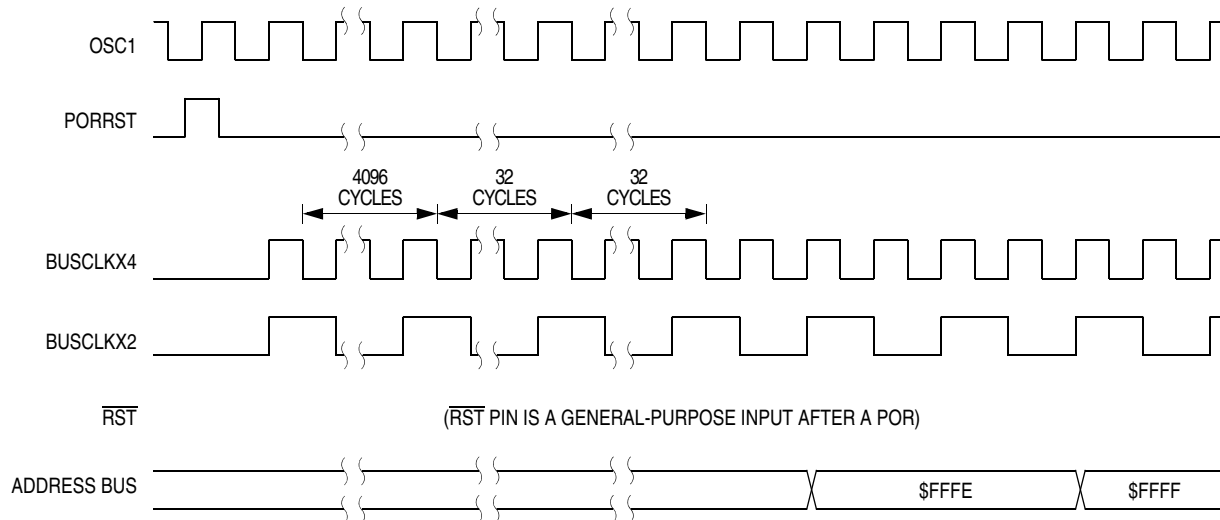 OSC1
PORRST
4096
CYCLES
32
CYCLES
32
CYCLES
BUSCLKX4
BUSCLKX2
RST
(RST PIN IS A GENERAL-PURPOSE INPUT AFTER A POR)
ADDRESS BUS
$FFFE
$FFFF